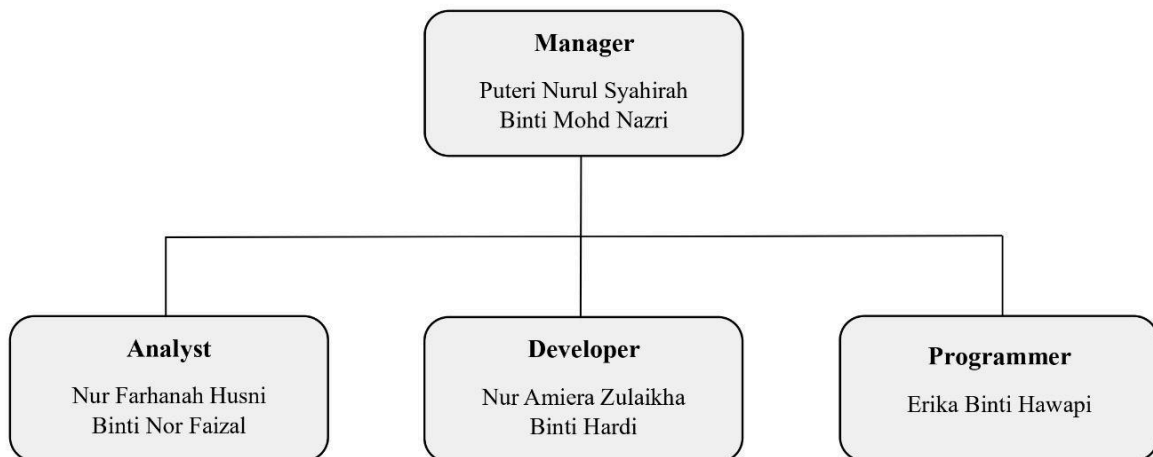 Manager
Puteri Nurul Syahirah
Binti Mohd Nazri
Analyst
Nur Farhanah Husni
Binti Nor Faizal
Developer
Nur Amiera Zulaikha
Binti Hardi
Programmer
Erika Binti Hawapi